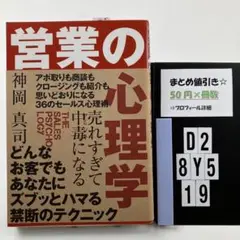 営業の
心理学
アポ取りも商談も
クロージングも紹介も
思いどおりになる
36のセールス心理術
神岡真司
売れすぎて
中毒になる
THE
SALES
PSYCHO
LOGY
どんな
お客でも
あなたに
ズブッとハマる
禁断のテクニック
まとめ値引き☆
50円×冊数
⇒プロフィール詳細
D2
8Y5
19